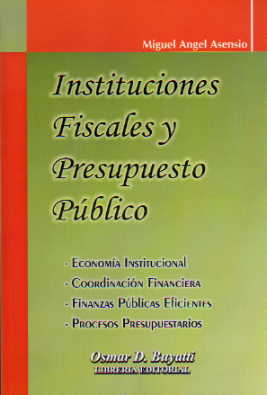 Miguel Angel Asensio
Instituciones
Fiscales y
Presupuesto
Público
- Economía Institucional
- Coordinación Financiera
- Finanzas Públicas Eficientes
- Procesos Presupuestarios
Osmar D. Buyatti
LIBRERIA EDITORIAL